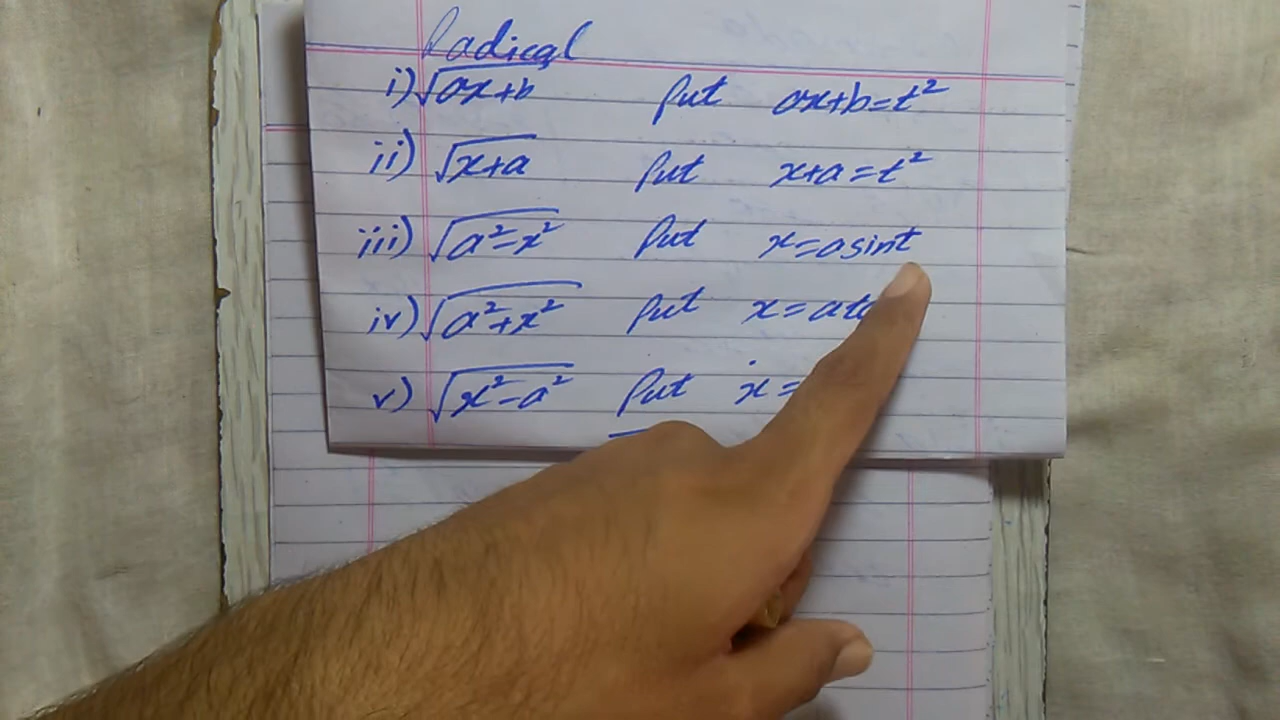 Radical
i) √ax+b Put ax+b=t²
ii) √x+a Put x+a=t²
iii) √a²-x² Put x=asint
iv) √a²+x² Put x=a
v) √x²-a² Put x=